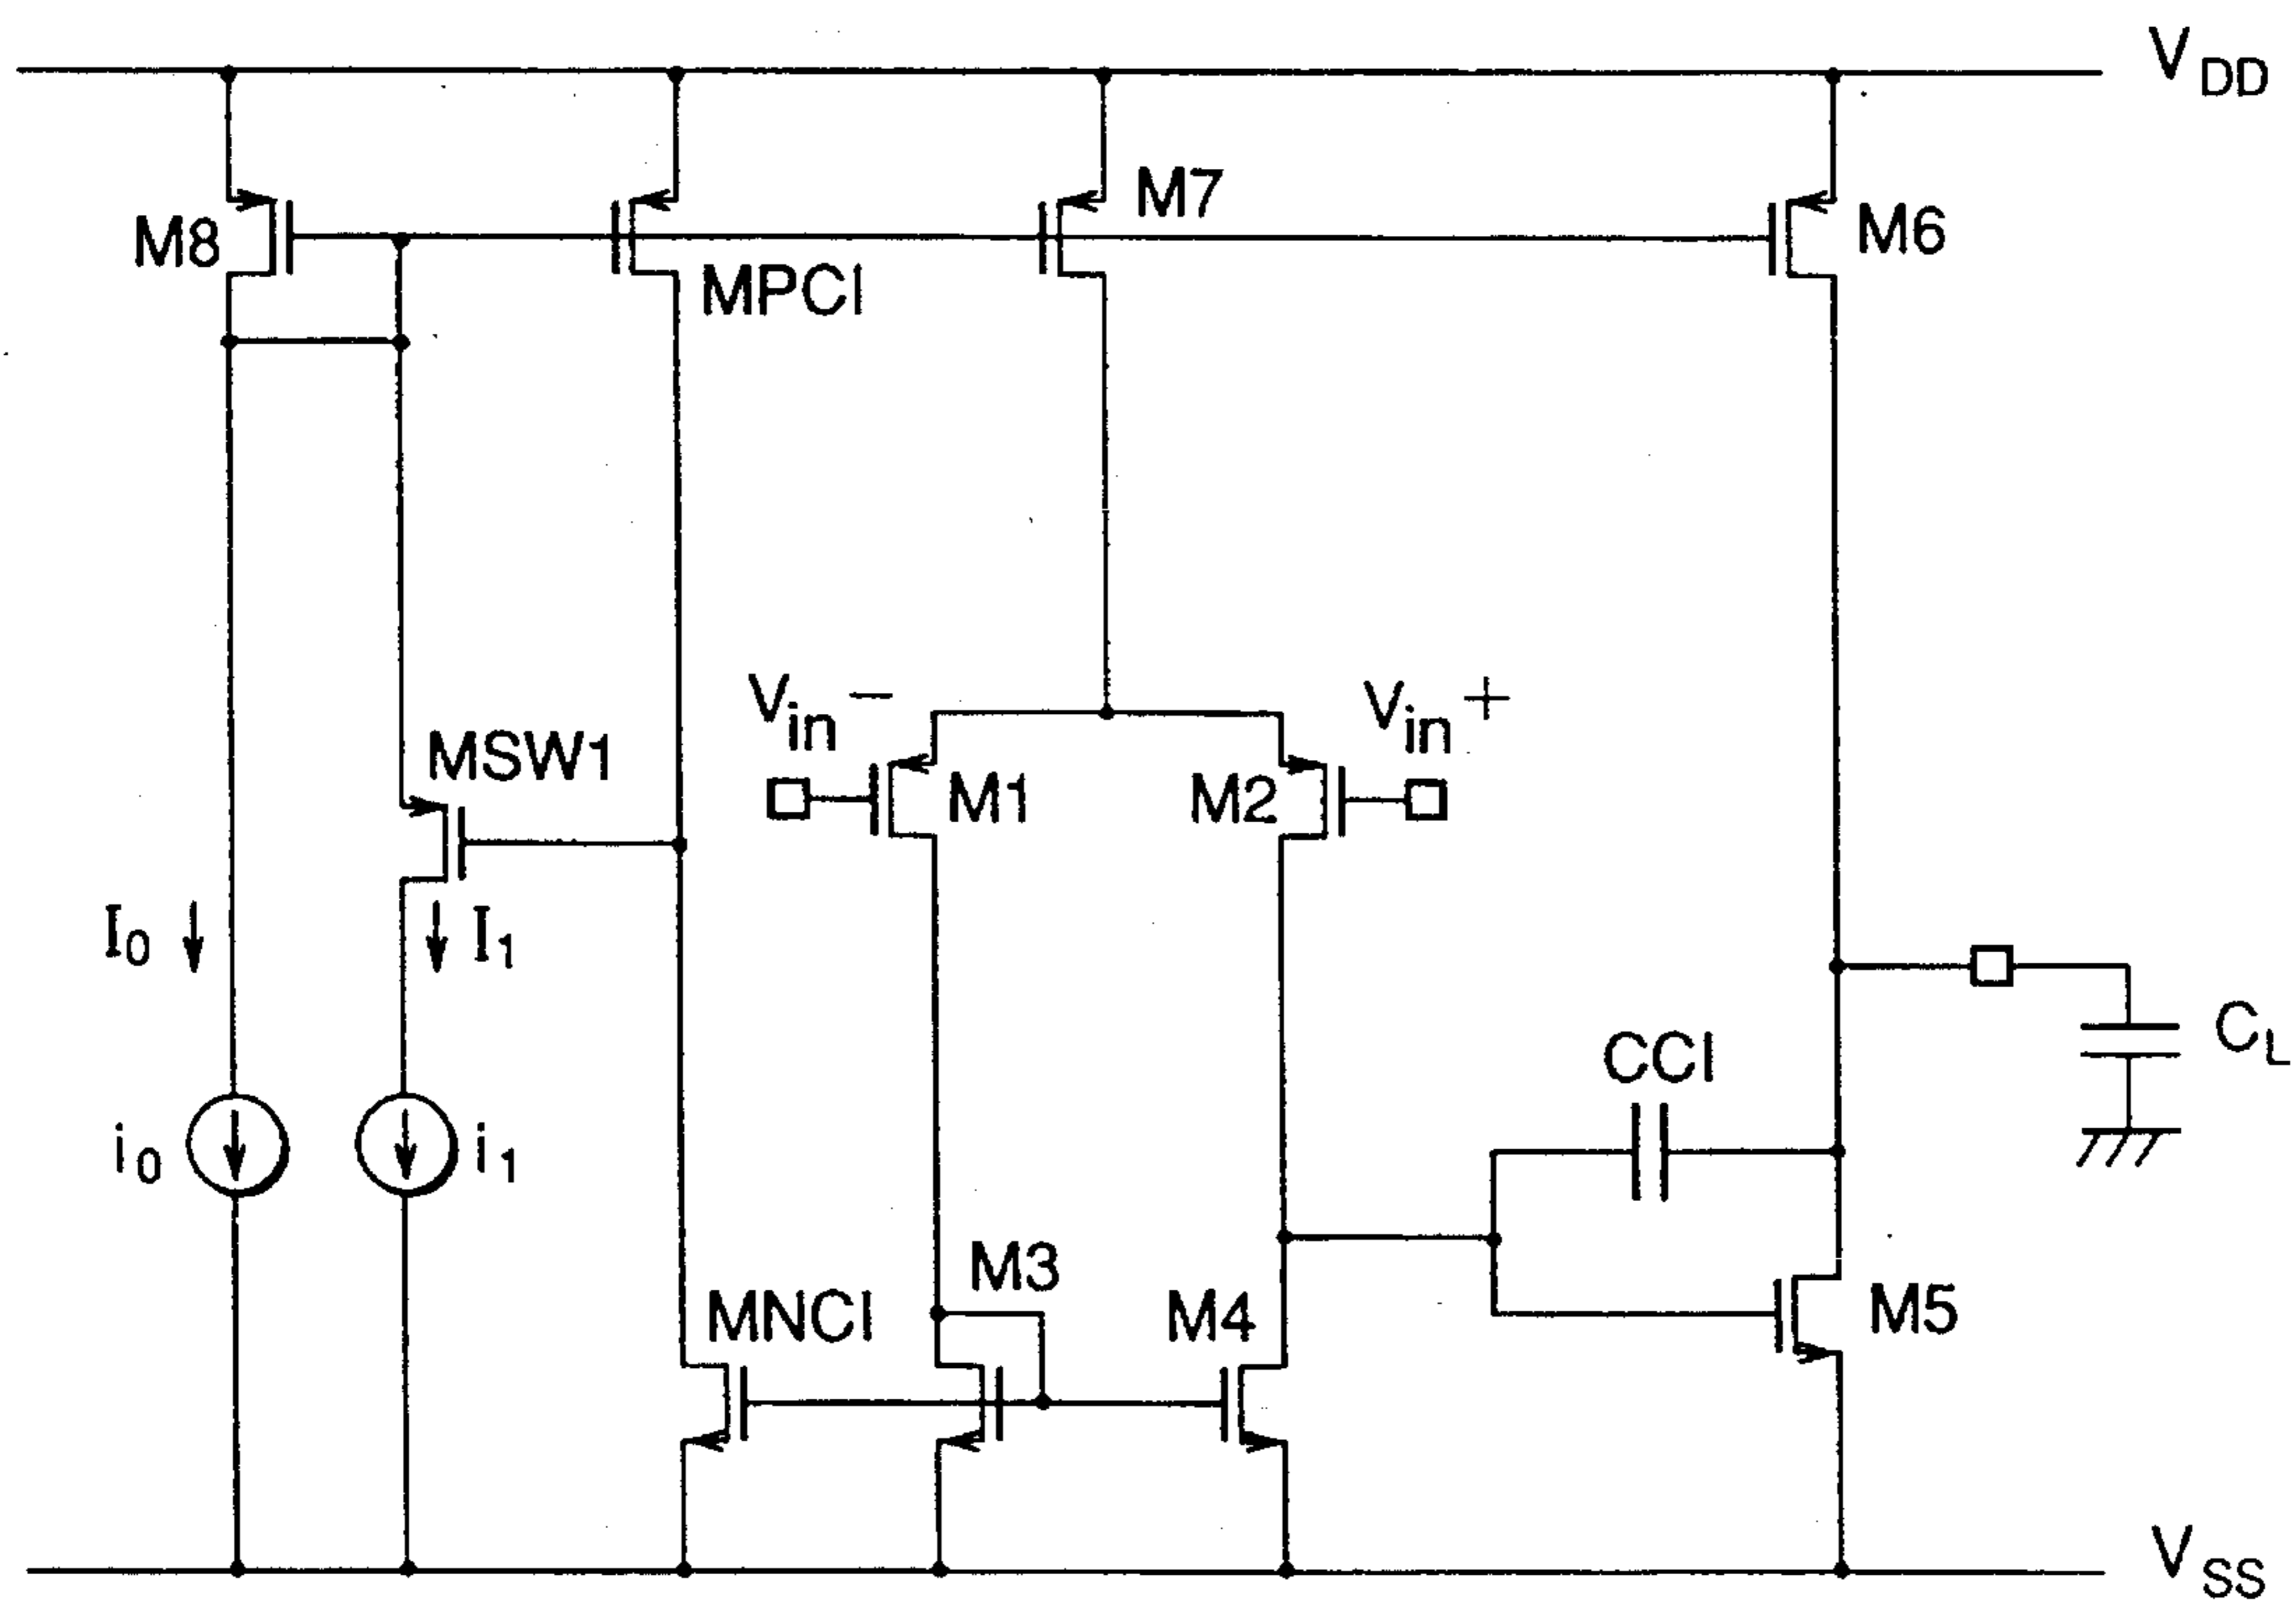 VDD
M8
MPCI
M7
M6
Vin−
Vin+
MSW1
M1
M2
I0
I1
CL
CCI
i0
i1
MNCI
M3
M4
M5
VSS